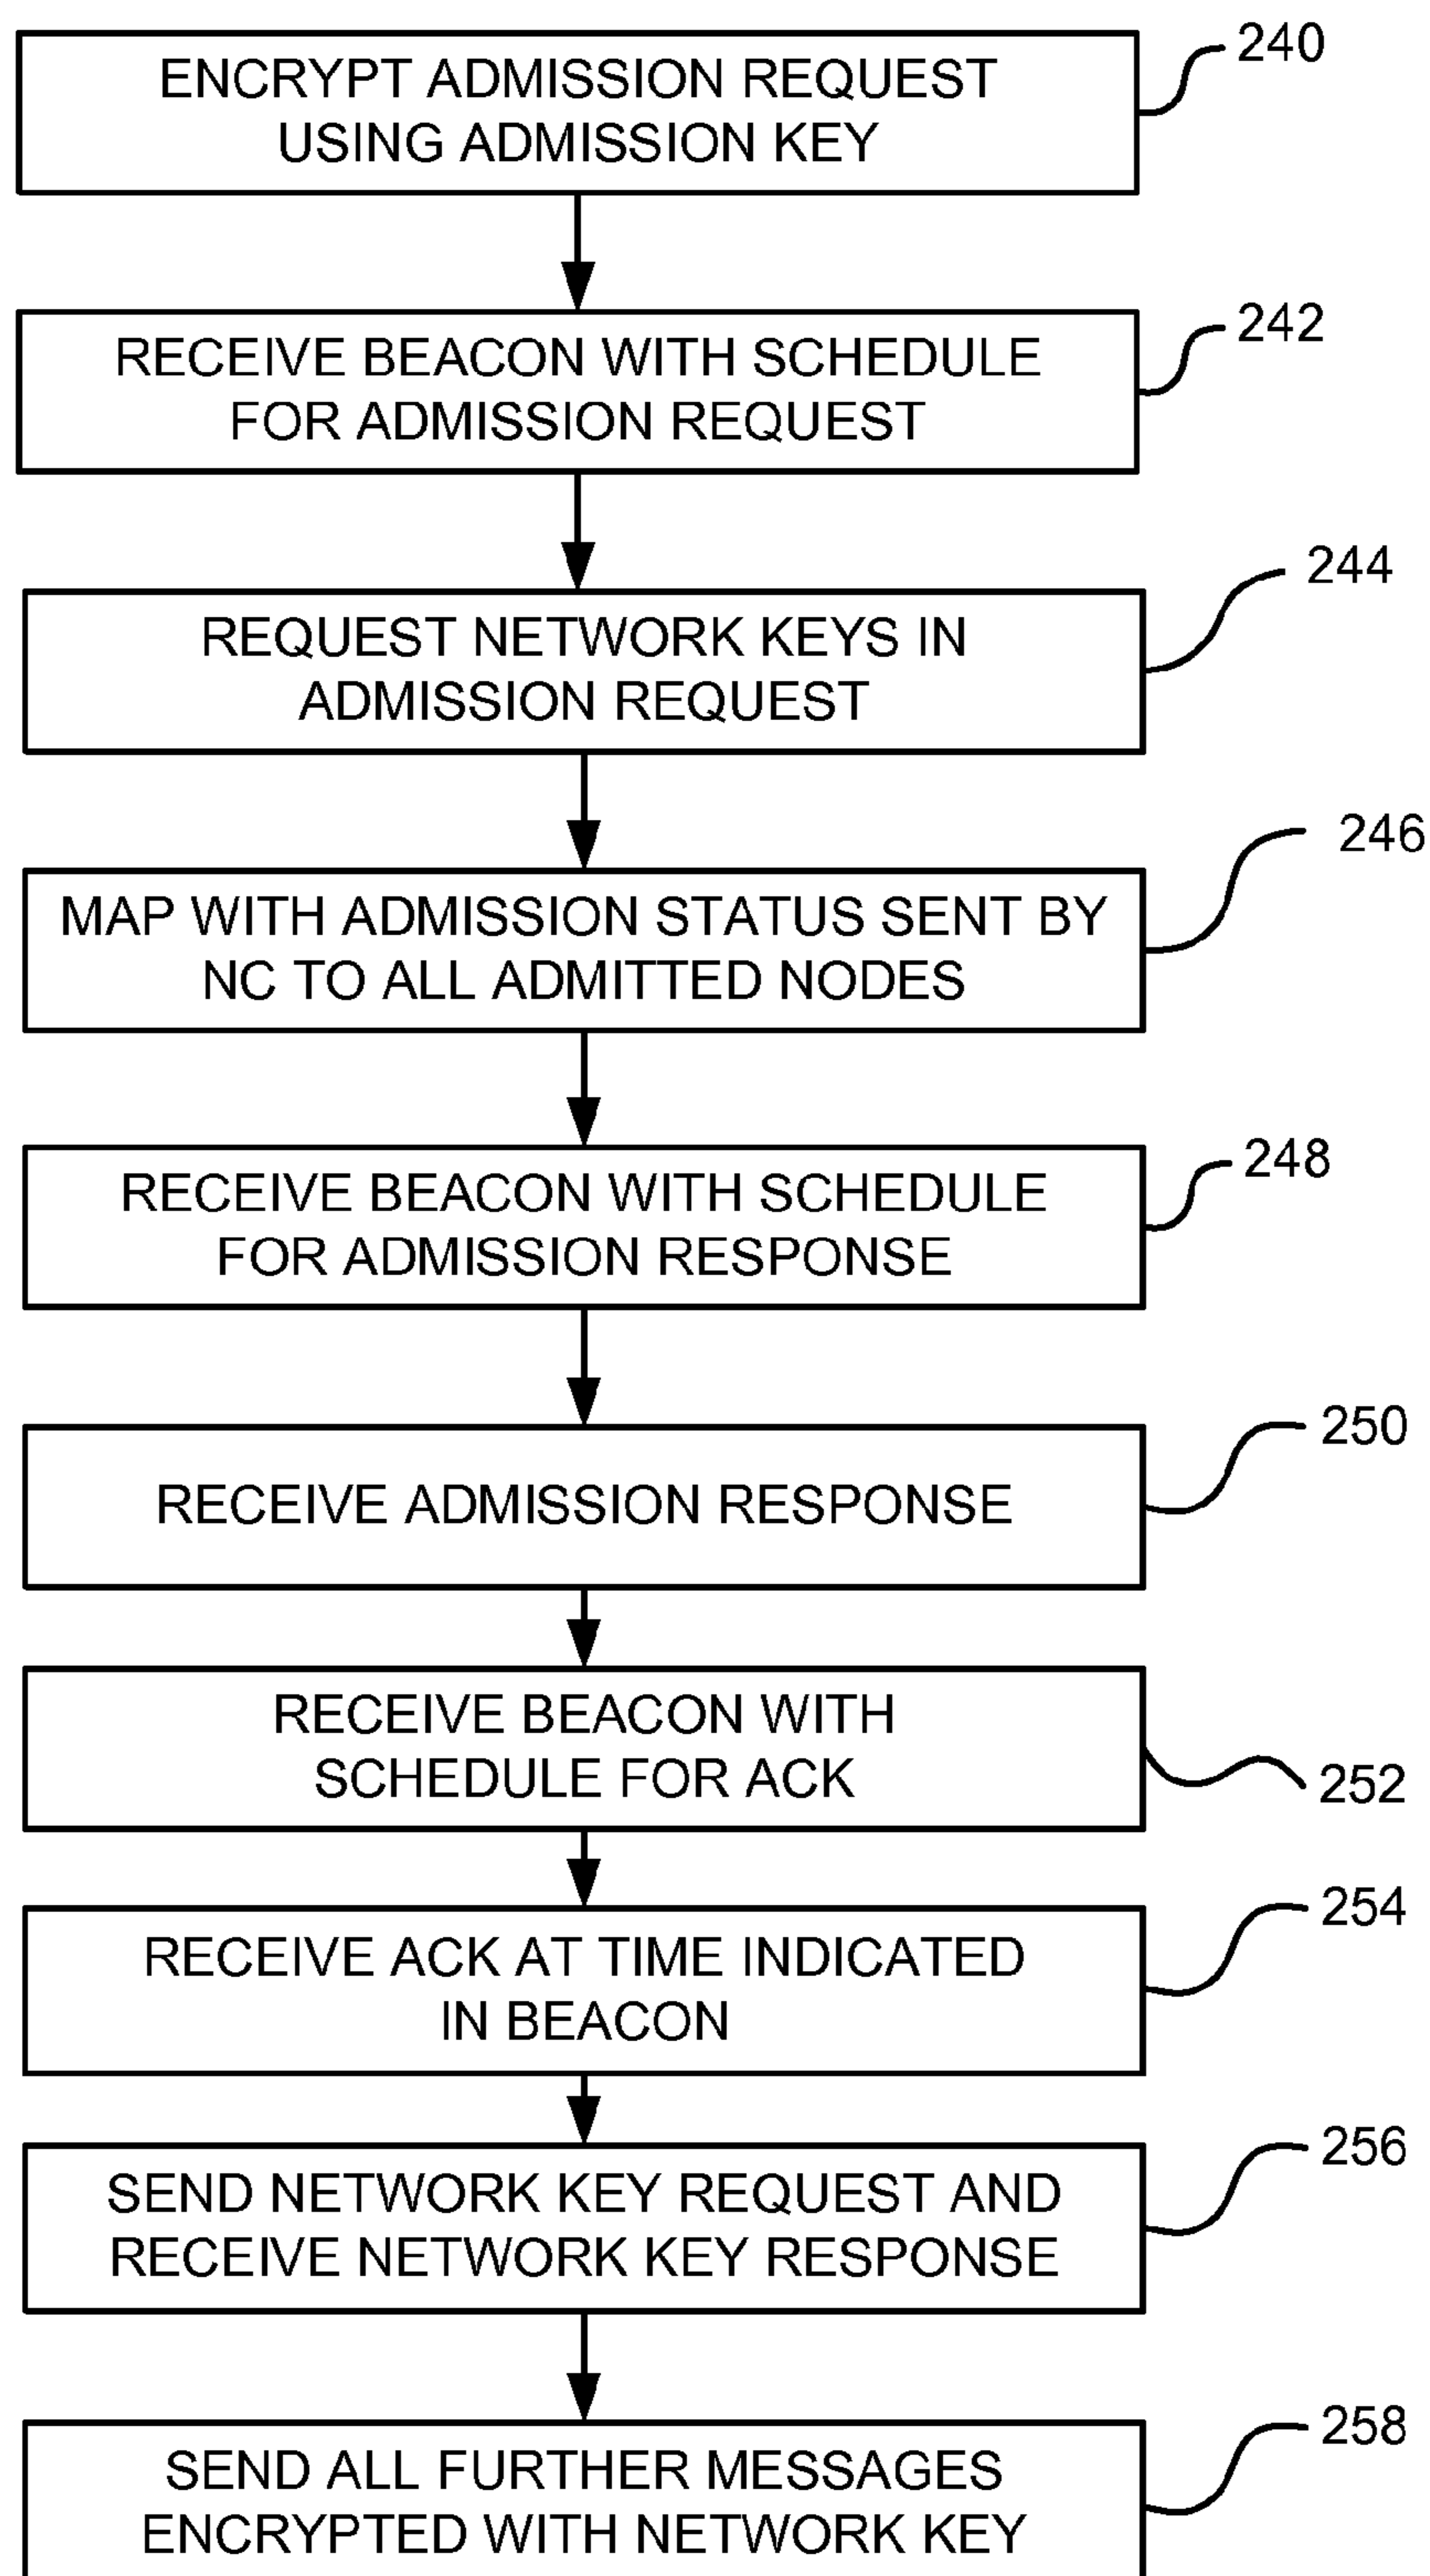 240
ENCRYPT ADMISSION REQUEST
USING ADMISSION KEY
242
RECEIVE BEACON WITH SCHEDULE
FOR ADMISSION REQUEST
244
REQUEST NETWORK KEYS IN
ADMISSION REQUEST
246
MAP WITH ADMISSION STATUS SENT BY
NC TO ALL ADMITTED NODES
248
RECEIVE BEACON WITH SCHEDULE
FOR ADMISSION RESPONSE
250
RECEIVE ADMISSION RESPONSE
RECEIVE BEACON WITH
SCHEDULE FOR ACK
252
254
RECEIVE ACK AT TIME INDICATED
IN BEACON
256
SEND NETWORK KEY REQUEST AND
RECEIVE NETWORK KEY RESPONSE
258
SEND ALL FURTHER MESSAGES
ENCRYPTED WITH NETWORK KEY